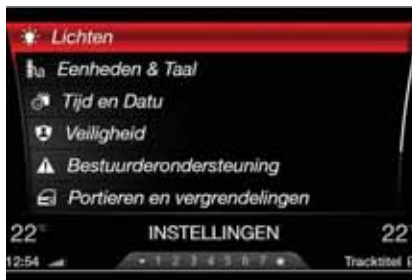 Lichten
Eenheden & Taal
Tijd en Datu
Veiligheid
Bestuurderondersteuning
Portieren en vergrendelingen
22° INSTELLINGEN 22
12:54 1 2 3 4 5 6 7 Tracktitel